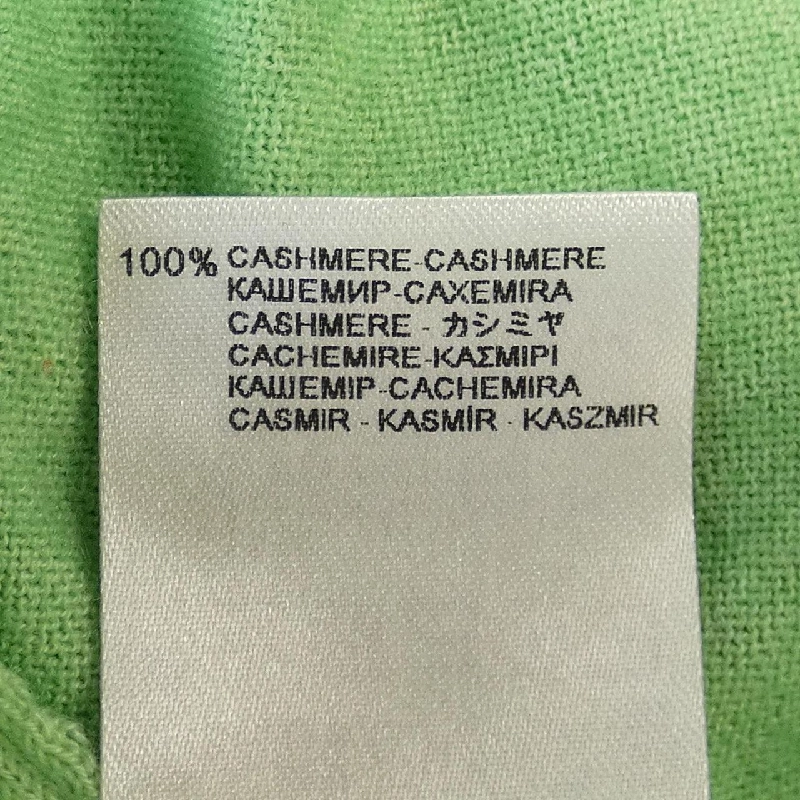 100% CASHMERE-CASHMERE
КАШЕМИР-CAXEMIRA
CASHMERE - カシミヤ
CACHEMIRE-ΚΑΣΜΙΡΙ
КАШЕМІР-CACHEMIRA
CASMIR - KASMİR - KASZMIR